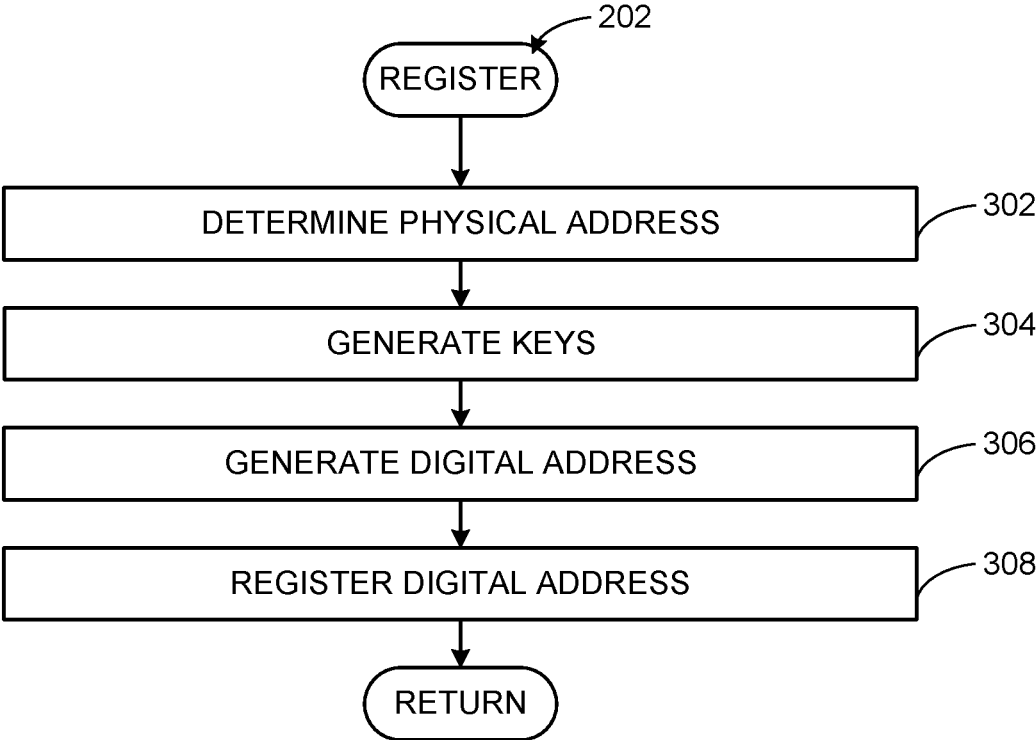 202
REGISTER
DETERMINE PHYSICAL ADDRESS
302
GENERATE KEYS
304
GENERATE DIGITAL ADDRESS
306
REGISTER DIGITAL ADDRESS
308
RETURN